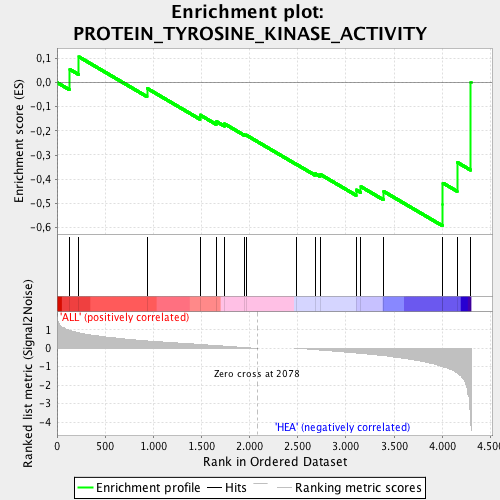 Enrichment plot:
PROTEIN_TYROSINE_KINASE_ACTIVITY
Enrichment score (ES)
0,1
0,0
-0,1
-0,2
-0,3
-0,4
-0,5
-0,6
'ALL' (positively correlated)
Ranked list metric (Signal2Noise)
1
0
-1
-2
-3
-4
Zero cross at 2078
'HEA' (negatively correlated)
0
500
1.000
1.500
2.000
2.500
3.000
3.500
4.000
4.500
Rank in Ordered Dataset
Enrichment profile
Hits
Ranking metric scores